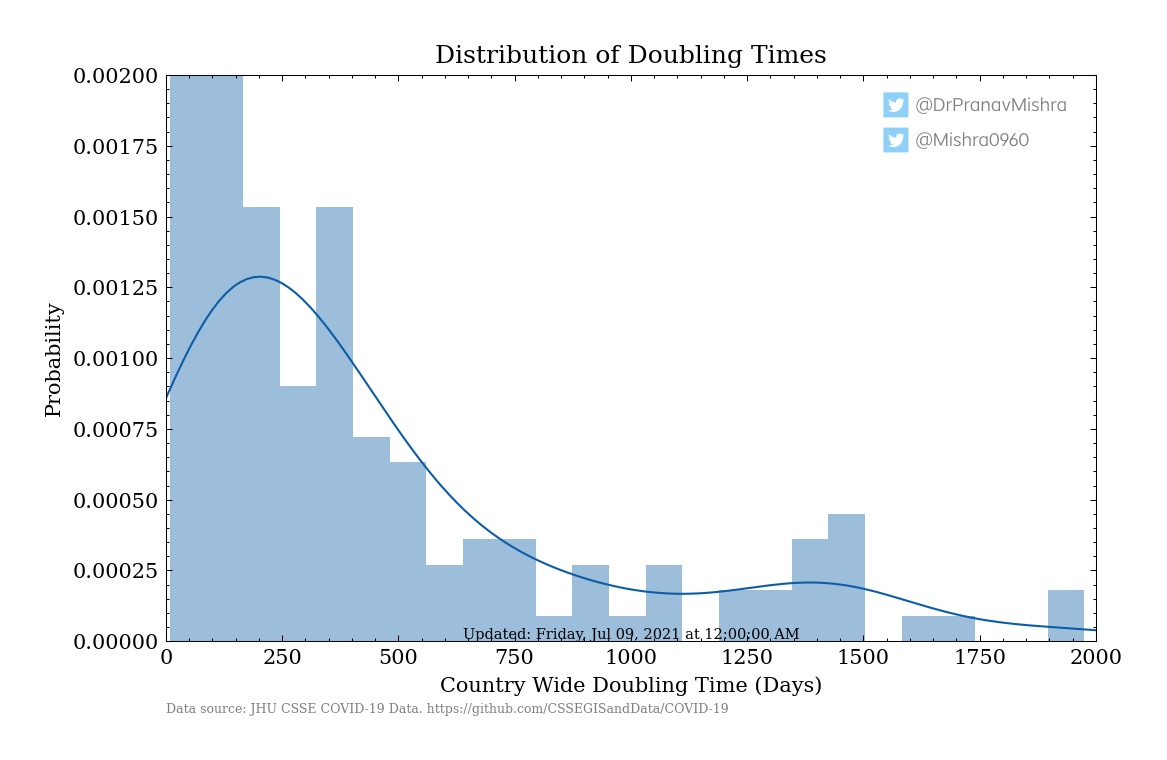 Distribution of Doubling Times
@DrPranavMishra
@Mishra0960
0.00200
0.00175
0.00150
0.00125
0.00100
0.00075
0.00050
0.00025
0.00000
Probability
Updated: Friday, Jul 09, 2021 at 12:00:00 AM
0 250 500 750 1000 1250 1500 1750 2000
Country Wide Doubling Time (Days)
Data source: JHU CSSE COVID-19 Data. https://github.com/CSSEGISandData/COVID-19